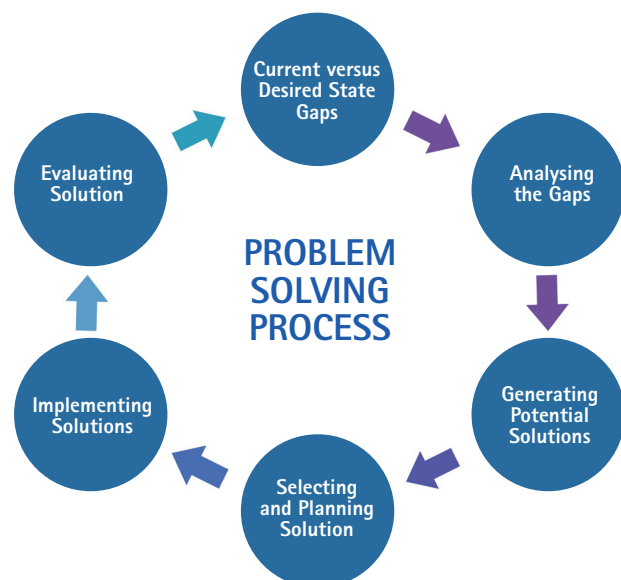 Current versus
Desired State
Gaps
Analysing
the Gaps
Generating
Potential
Solutions
Selecting
and Planning
Solution
Implementing
Solutions
Evaluating
Solution
PROBLEM
SOLVING
PROCESS